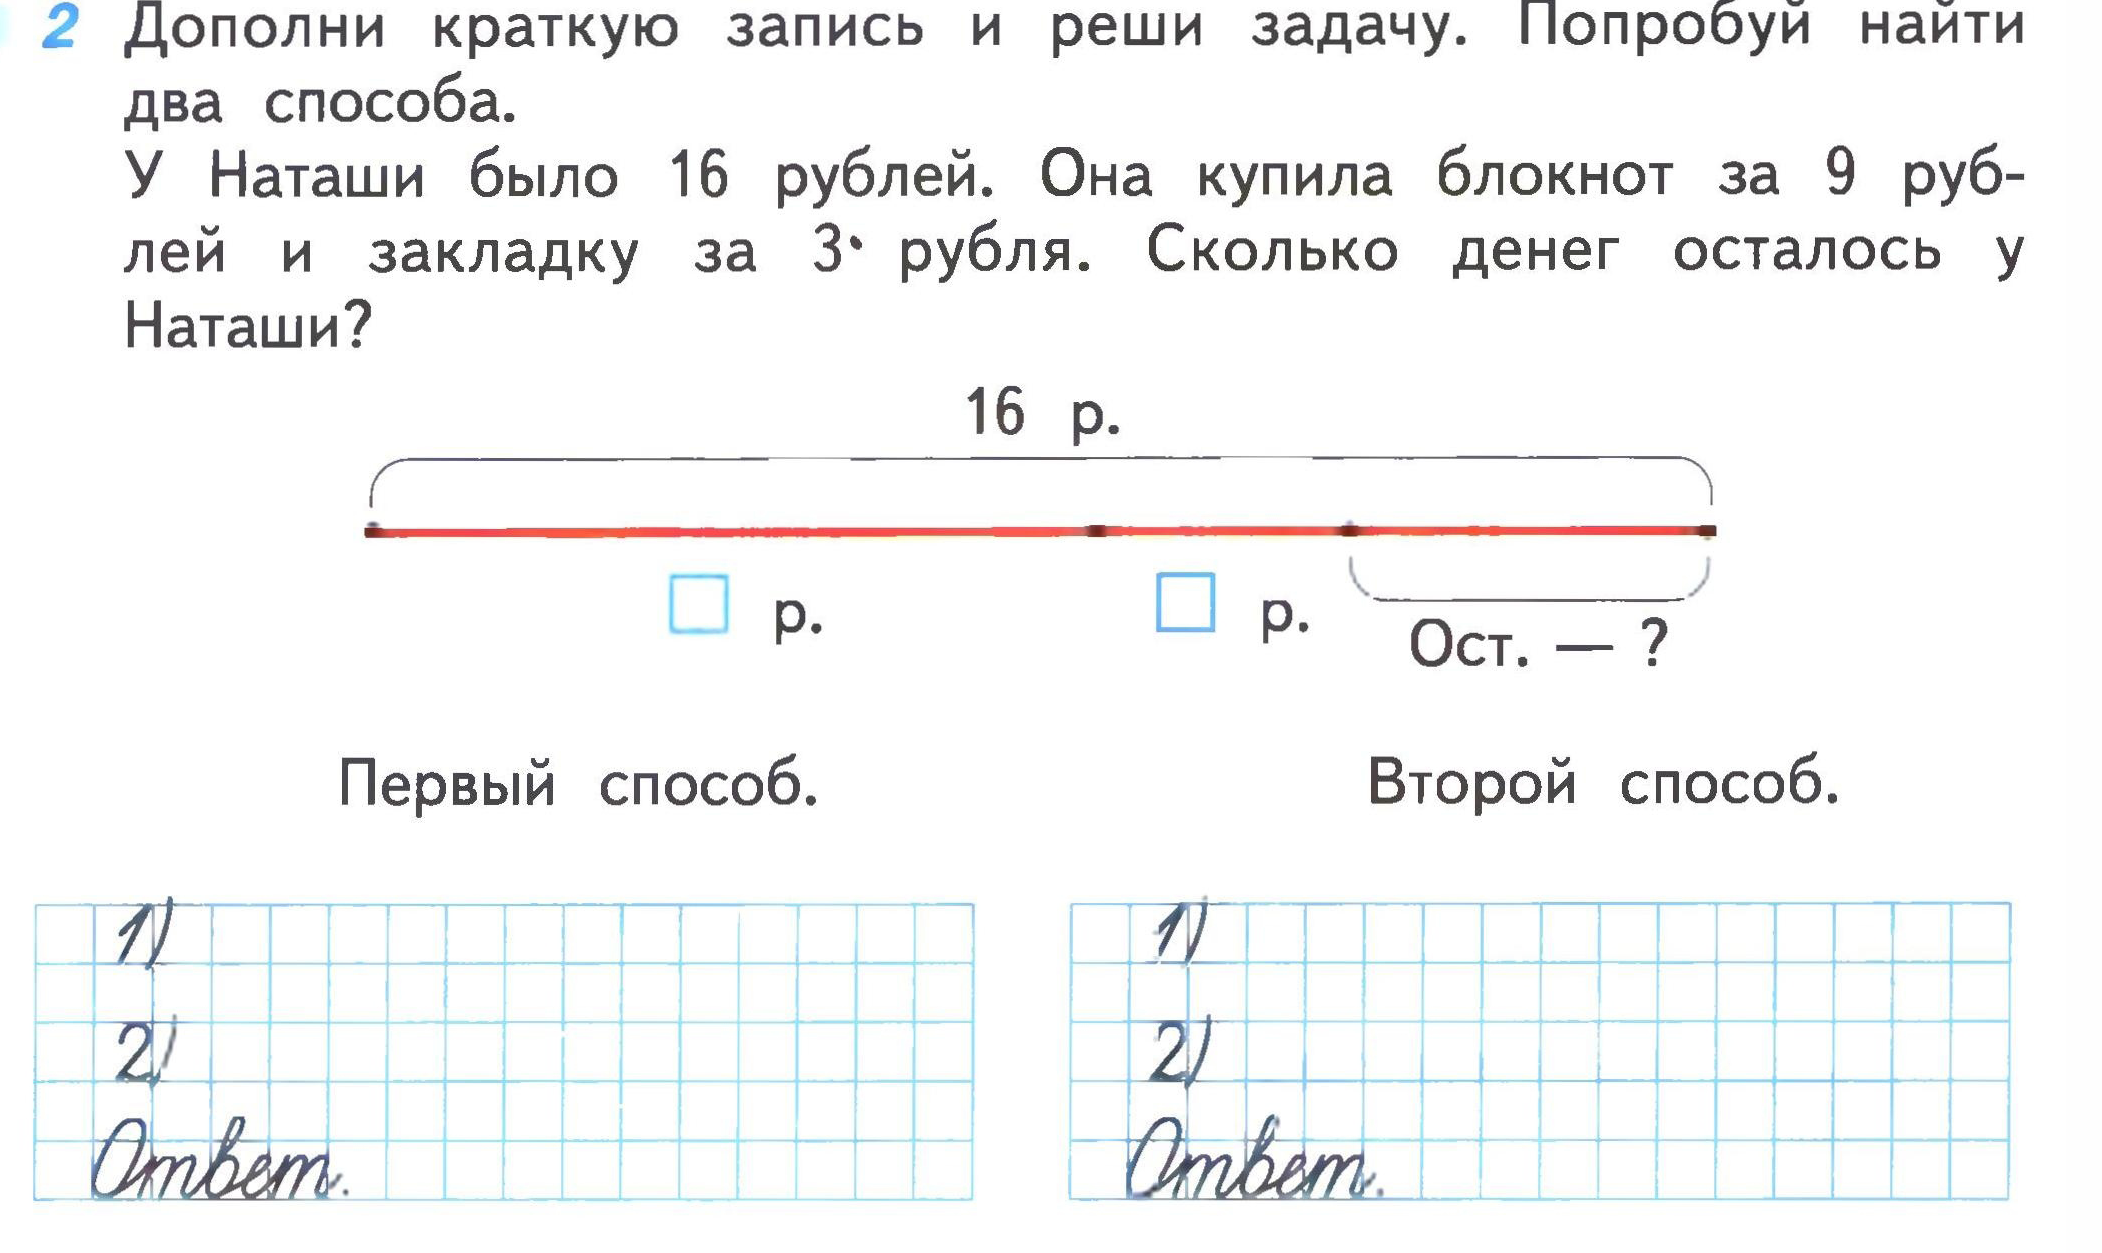 2 Дополни краткую запись и реши задачу. Попробуй найти
два способа.
У Наташи было 16 рублей. Она купила блокнот за 9 руб-
лей и закладку за 3 рубля. Сколько денег осталось у
Наташи?
16 р.
р. р. Ост. — ?
Первый способ. Второй способ.
1) 1)
2) 2)
Ответ. Ответ.